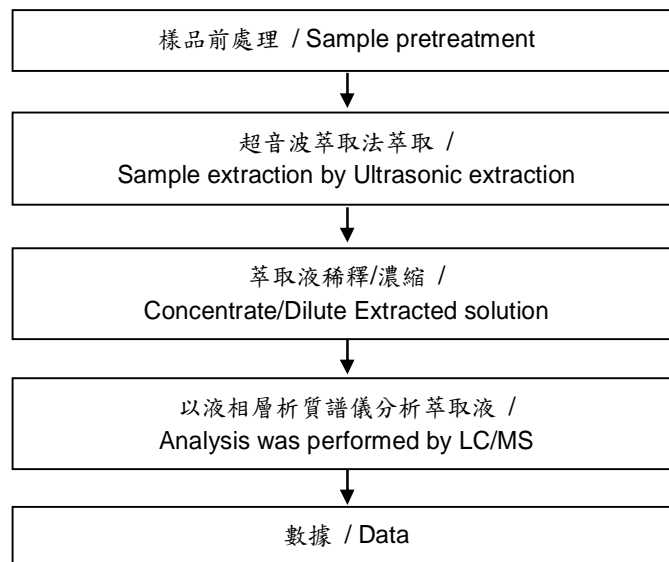 樣品前處理 / Sample pretreatment
超音波萃取法萃取 /
Sample extraction by Ultrasonic extraction
萃取液稀釋/濃縮 /
Concentrate/Dilute Extracted solution
以液相層析質譜儀分析萃取液 /
Analysis was performed by LC/MS
數據 / Data